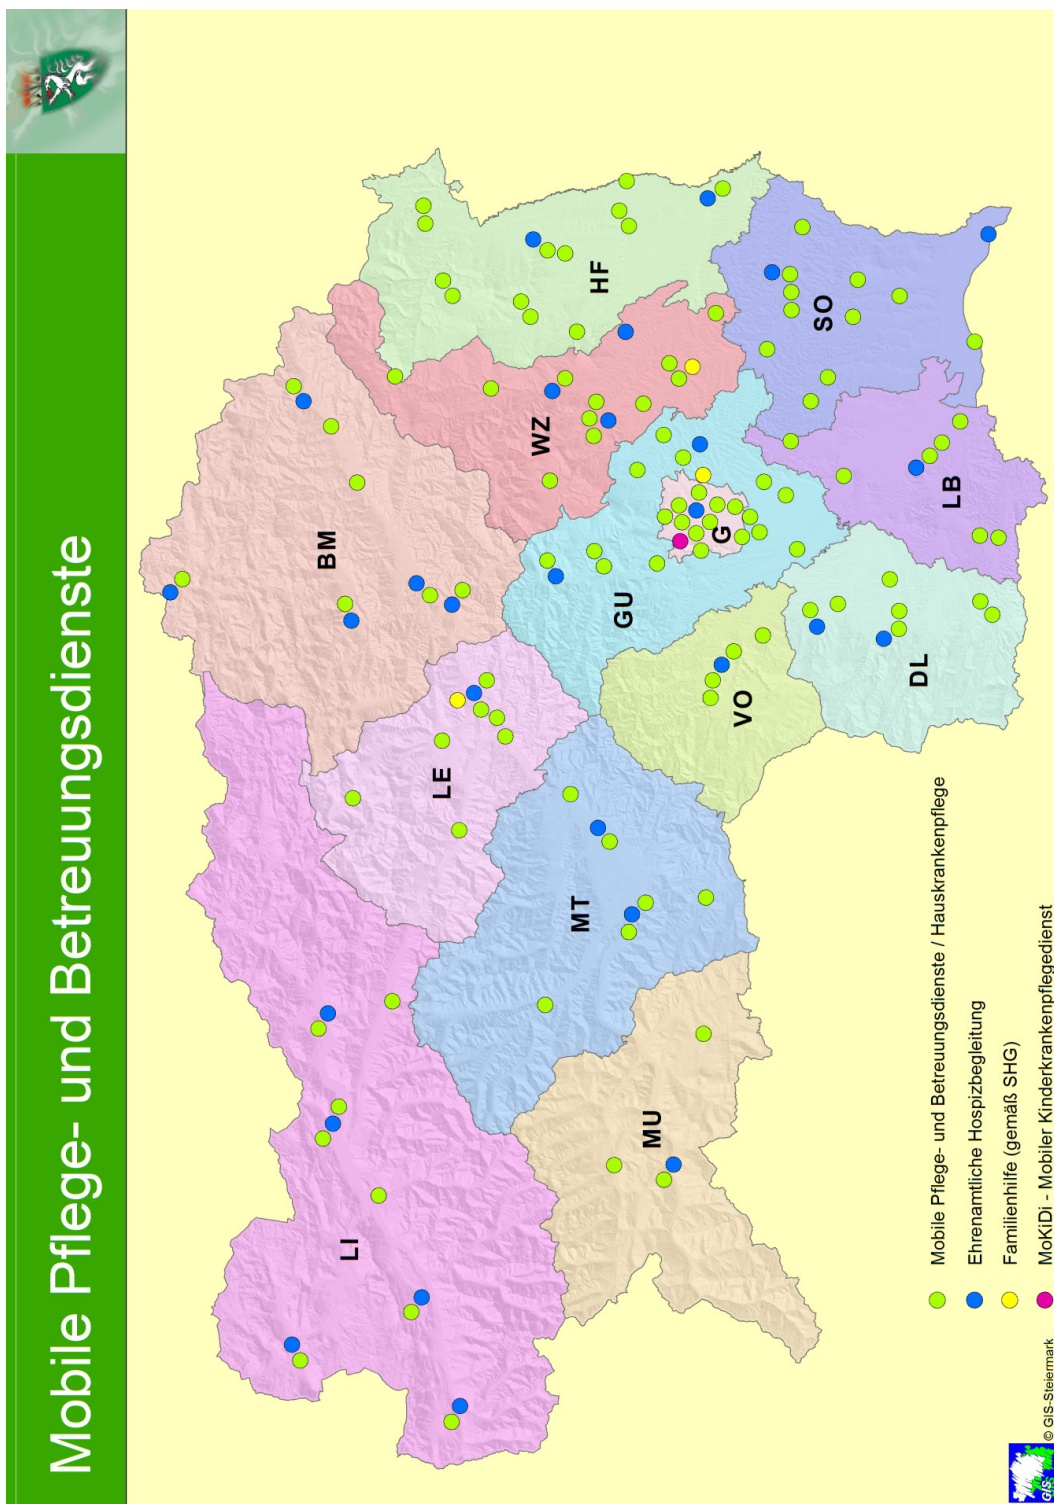 Mobile Pflege- und Betreuungsdienste
BM
HF
WZ
LI
LE
GU
G
SO
MT
MU
VO
LB
DL
Mobile Pflege- und Betreuungsdienste / Hauskrankenpflege
Ehrenamtliche Hospizbegleitung
Familienhilfe (gemäß SHG)
MoKiDi - Mobiler Kinderkrankenpflegedienst
GIS
© GIS-Steiermark